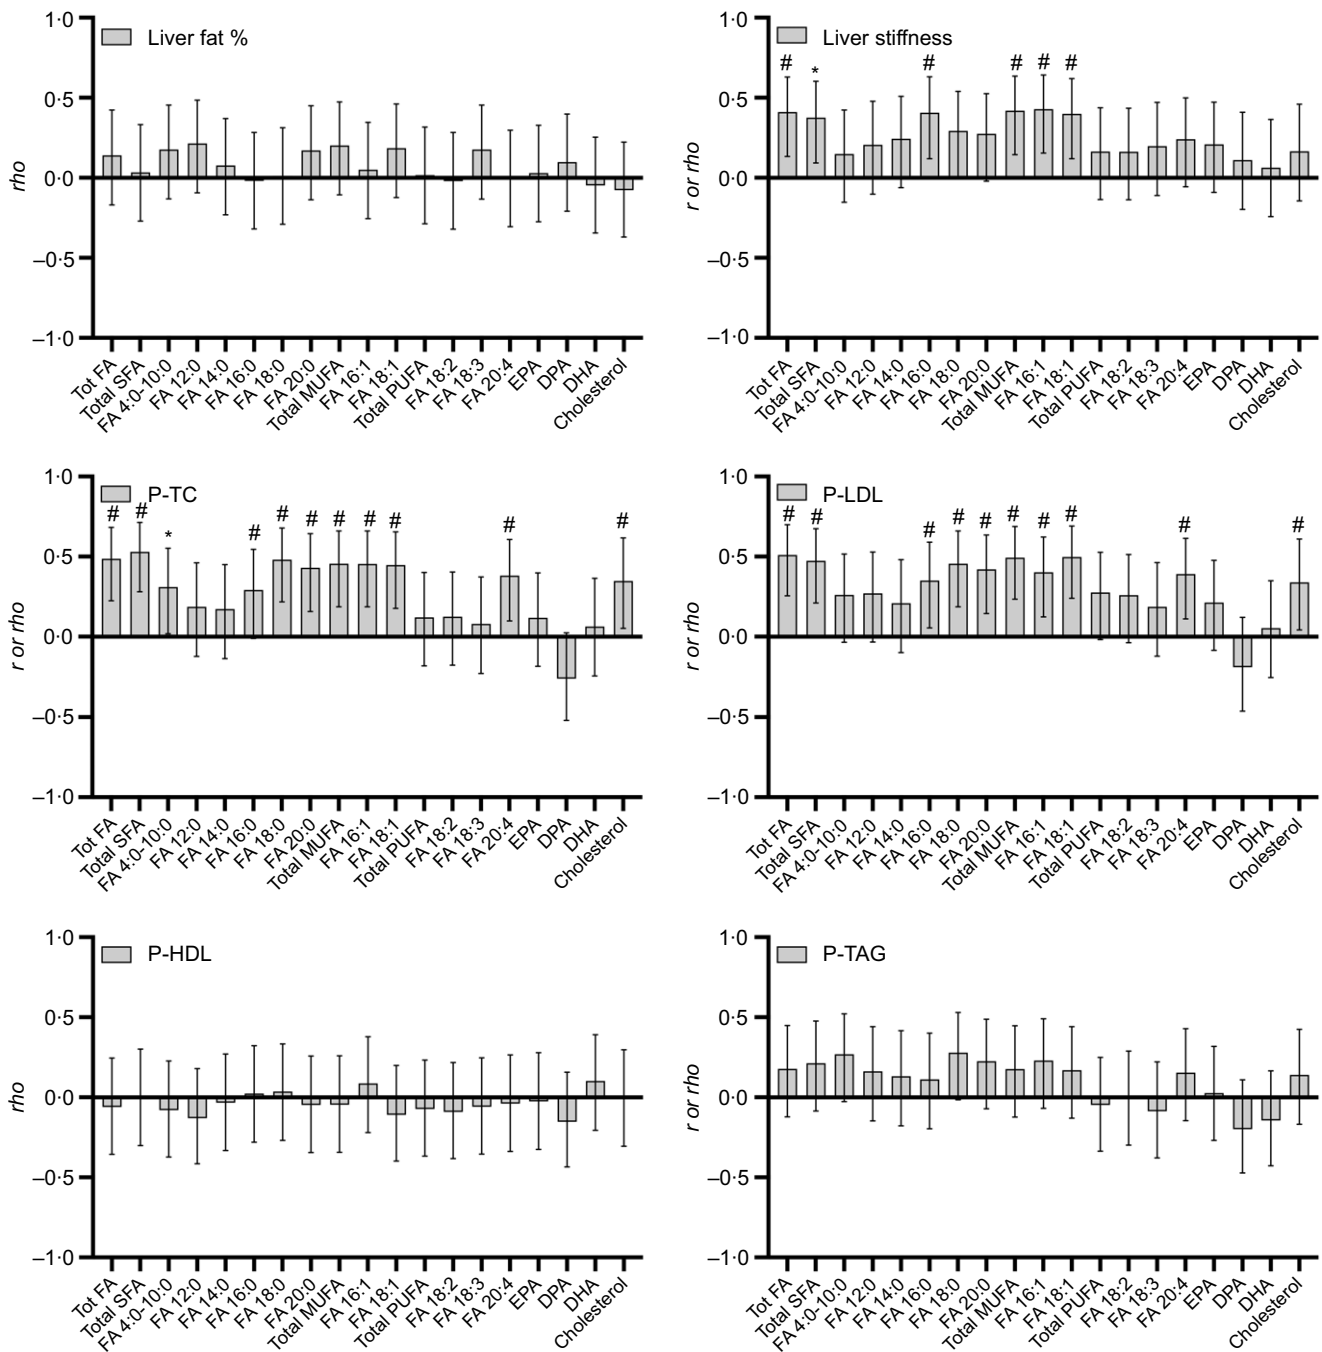 Liver fat %
rho
1·0
0·5
0·0
–0·5
–1·0
Tot FA
Total SFA
FA 4:0-10:0
FA 12:0
FA 14:0
FA 16:0
FA 18:0
FA 20:0
Total MUFA
FA 16:1
FA 18:1
Total PUFA
FA 18:2
FA 18:3
FA 20:4
EPA
DPA
DHA
Cholesterol
Liver stiffness
r or rho
1·0
0·5
0·0
–0·5
–1·0
# * # # # #
Tot FA
Total SFA
FA 4:0-10:0
FA 12:0
FA 14:0
FA 16:0
FA 18:0
FA 20:0
Total MUFA
FA 16:1
FA 18:1
Total PUFA
FA 18:2
FA 18:3
FA 20:4
EPA
DPA
DHA
Cholesterol
P-TC
r or rho
1·0
0·5
0·0
–0·5
–1·0
# # * # # # # # # # #
Tot FA
Total SFA
FA 4:0-10:0
FA 12:0
FA 14:0
FA 16:0
FA 18:0
FA 20:0
Total MUFA
FA 16:1
FA 18:1
Total PUFA
FA 18:2
FA 18:3
FA 20:4
EPA
DPA
DHA
Cholesterol
P-LDL
r or rho
1·0
0·5
0·0
–0·5
–1·0
# # # # # # # # # #
Tot FA
Total SFA
FA 4:0-10:0
FA 12:0
FA 14:0
FA 16:0
FA 18:0
FA 20:0
Total MUFA
FA 16:1
FA 18:1
Total PUFA
FA 18:2
FA 18:3
FA 20:4
EPA
DPA
DHA
Cholesterol
P-HDL
rho
1·0
0·5
0·0
–0·5
–1·0
Tot FA
Total SFA
FA 4:0-10:0
FA 12:0
FA 14:0
FA 16:0
FA 18:0
FA 20:0
Total MUFA
FA 16:1
FA 18:1
Total PUFA
FA 18:2
FA 18:3
FA 20:4
EPA
DPA
DHA
Cholesterol
P-TAG
r or rho
1·0
0·5
0·0
–0·5
–1·0
Tot FA
Total SFA
FA 4:0-10:0
FA 12:0
FA 14:0
FA 16:0
FA 18:0
FA 20:0
Total MUFA
FA 16:1
FA 18:1
Total PUFA
FA 18:2
FA 18:3
FA 20:4
EPA
DPA
DHA
Cholesterol